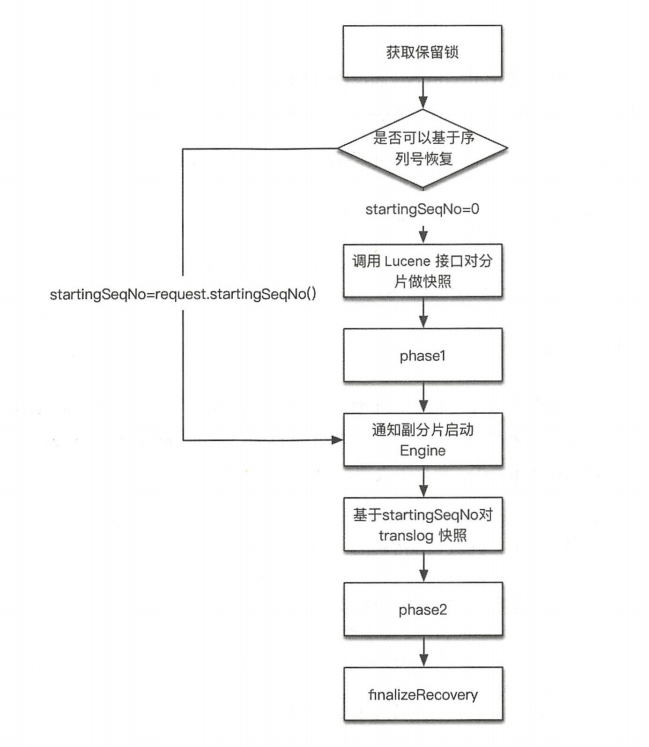 获取保留锁
是否可以基于序
列号恢复
startingSeqNo=0
调用 Lucene 接口对分
片做快照
startingSeqNo=request.startingSeqNo()
phase1
通知副分片启动
Engine
基于startingSeqNo对
translog 快照
phase2
finalizeRecovery